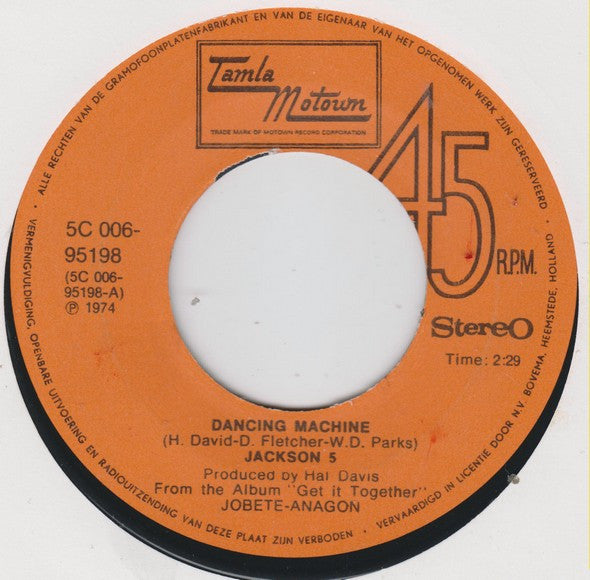 ALLE RECHTEN VAN DE GRAMOFOONPLATENFABRIKANT EN VAN DE EIGENAAR VAN HET OPGENOMEN WERK ZIJN GERESERVEERD •
Tamla
Motown
TRADE MARK OF MOTOWN RECORD CORPORATION
45
R.P.M.
Stereo
Time: 2:29
5C 006-
95198
(5C 006-
95198-A)
Ⓟ 1974
DANCING MACHINE
(H. David-D. Fletcher-W.D. Parks)
JACKSON 5
Produced by Hal Davis
From the Album "Get it Together"
JOBETE-ANAGON
• VERMENIGVULDIGING, OPENBARE UITVOERING EN RADIOUITZENDING VAN DEZE PLAAT ZIJN VERBODEN •
VERVAARDIGD IN LICENTIE DOOR N.V. BOVEMA, HEEMSTEDE, HOLLAND